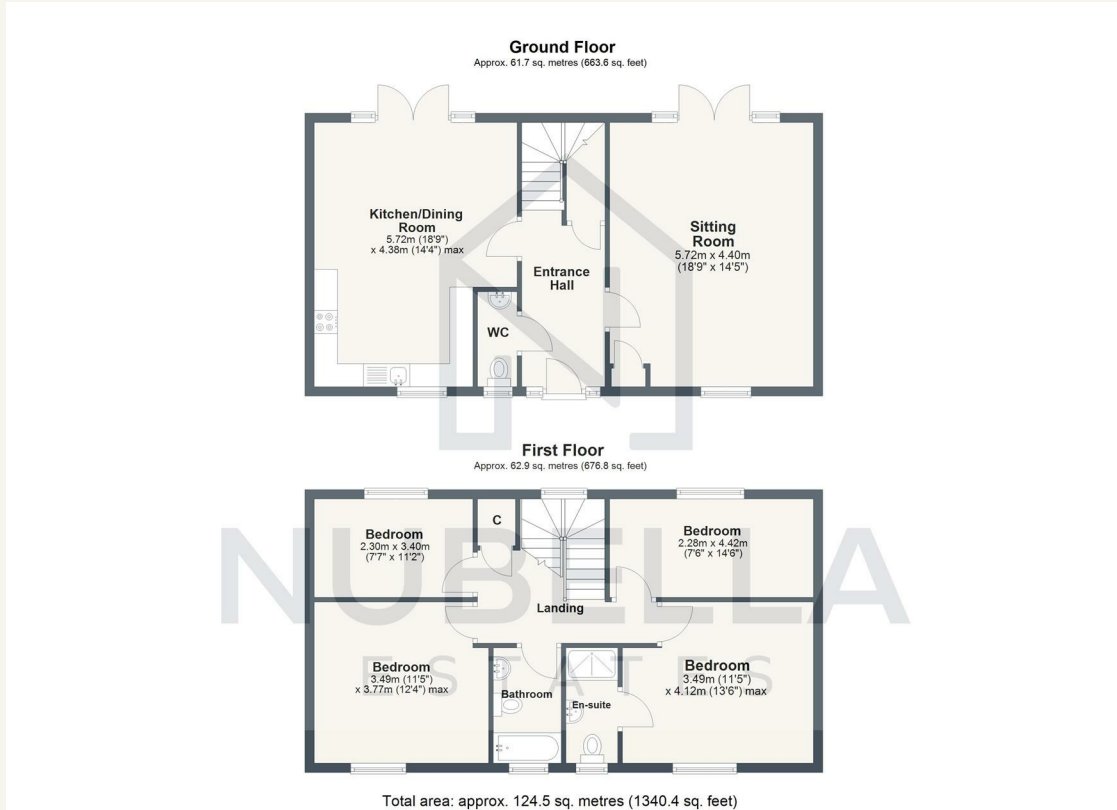 Ground Floor
Approx. 61.7 sq. metres (663.6 sq. feet)
Kitchen/Dining
Room
5.72m (18'9")
x 4.38m (14'4") max
Sitting
Room
5.72m x 4.40m
(18'9" x 14'5")
Entrance
Hall
WC
First Floor
Approx. 62.9 sq. metres (676.8 sq. feet)
C
Bedroom
2.30m x 3.40m
(7'7" x 11'2")
Bedroom
2.28m x 4.42m
(7'6" x 14'6")
NUBELLA
Landing
ESTATES
Bedroom
3.49m (11'5")
x 3.77m (12'4") max
Bathroom
En-suite
Bedroom
3.49m (11'5")
x 4.12m (13'6") max
Total area: approx. 124.5 sq. metres (1340.4 sq. feet)